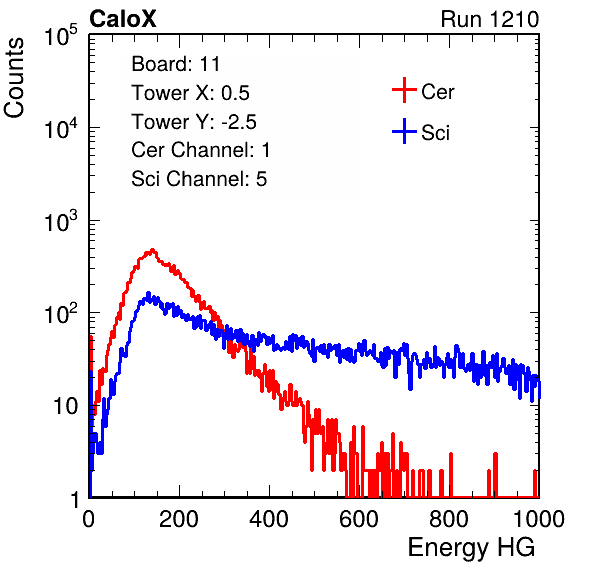 CaloX Run 1210
Counts
Board: 11
Tower X: 0.5
Tower Y: -2.5
Cer Channel: 1
Sci Channel: 5
Cer
Sci
10^5
10^4
10^3
10^2
10
1
0 200 400 600 800 1000
Energy HG